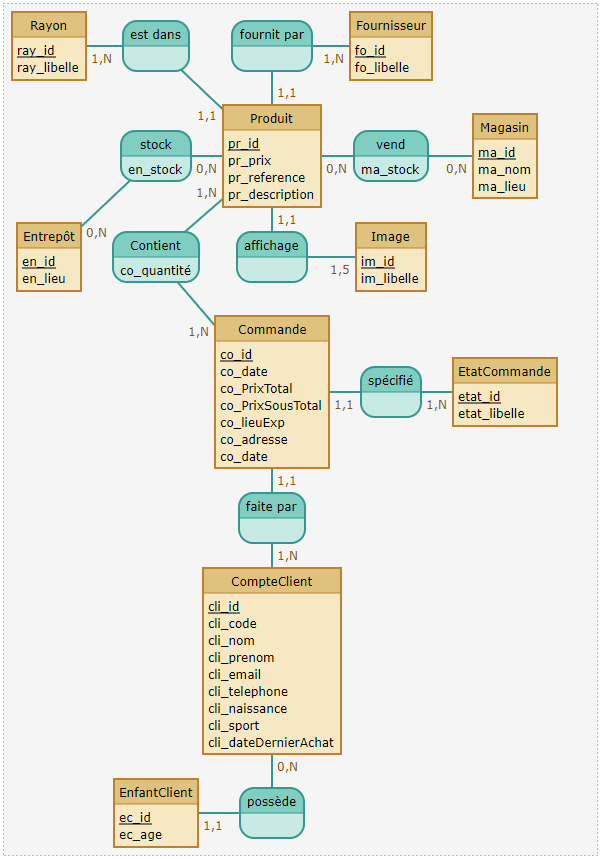 Rayon
ray_id
ray_libelle
1,N
est dans
1,1
fournit par
1,1
1,N
Fournisseur
fo_id
fo_libelle
Produit
pr_id
pr_prix
pr_reference
pr_description
stock
en_stock
0,N
0,N
vend
ma_stock
0,N
0,N
Magasin
ma_id
ma_nom
ma_lieu
Entrepôt
en_id
en_lieu
1,N
Contient
co_quantité
1,N
1,1
affichage
1,5
Image
im_id
im_libelle
Commande
co_id
co_date
co_PrixTotal
co_PrixSousTotal
co_lieuExp
co_adresse
co_date
1,1
spécifié
1,N
EtatCommande
etat_id
etat_libelle
1,1
faite par
1,N
CompteClient
cli_id
cli_code
cli_nom
cli_prenom
cli_email
cli_telephone
cli_naissance
cli_sport
cli_dateDernierAchat
0,N
possède
1,1
EnfantClient
ec_id
ec_age